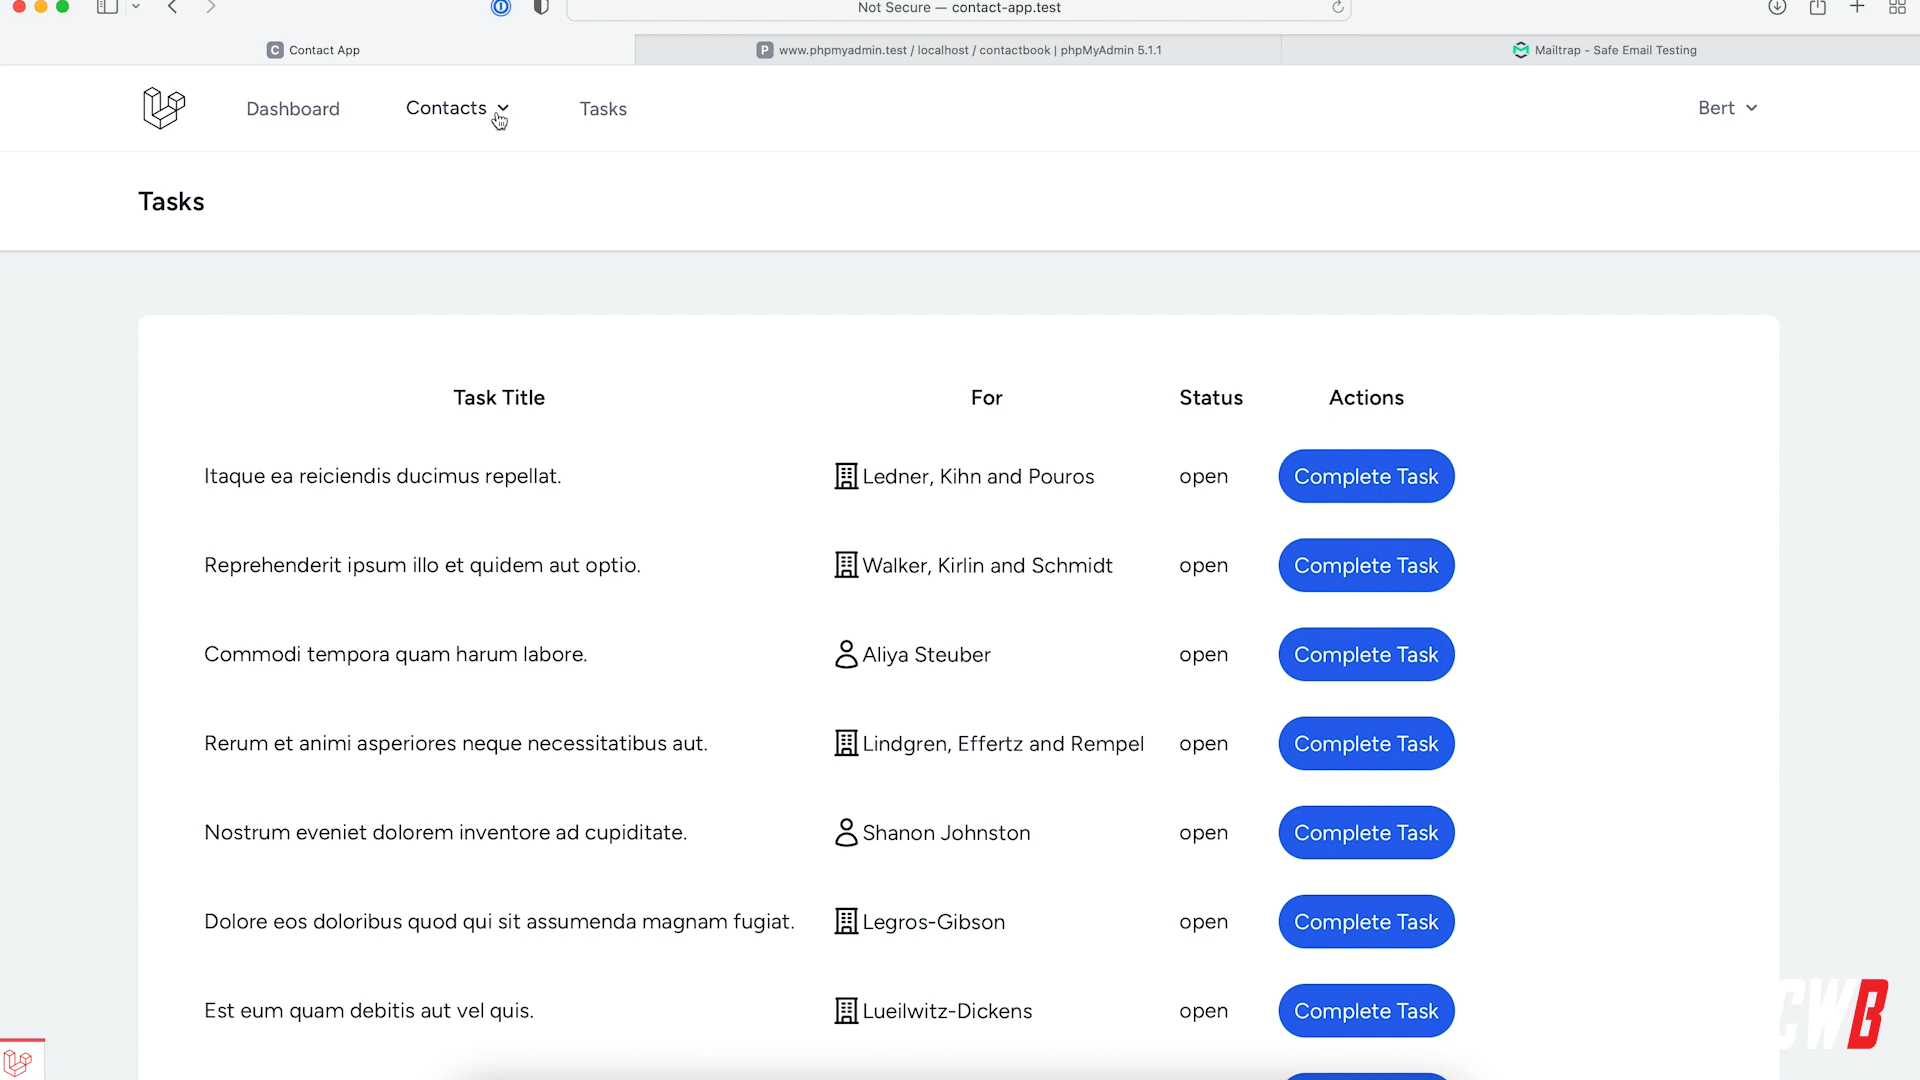 Not Secure — contact-app.test
C Contact App
P www.phpmyadmin.test / localhost / contactbook | phpMyAdmin 5.1.1
Mailtrap - Safe Email Testing
Dashboard Contacts Tasks Bert
Tasks
Task Title For Status Actions
Itaque ea reiciendis ducimus repellat. Ledner, Kihn and Pouros open Complete Task
Reprehenderit ipsum illo et quidem aut optio. Walker, Kirlin and Schmidt open Complete Task
Commodi tempora quam harum labore. Aliya Steuber open Complete Task
Rerum et animi asperiores neque necessitatibus aut. Lindgren, Effertz and Rempel open Complete Task
Nostrum eveniet dolorem inventore ad cupiditate. Shanon Johnston open Complete Task
Dolore eos doloribus quod qui sit assumenda magnam fugiat. Legros-Gibson open Complete Task
Est eum quam debitis aut vel quis. Lueilwitz-Dickens open Complete Task
CWB